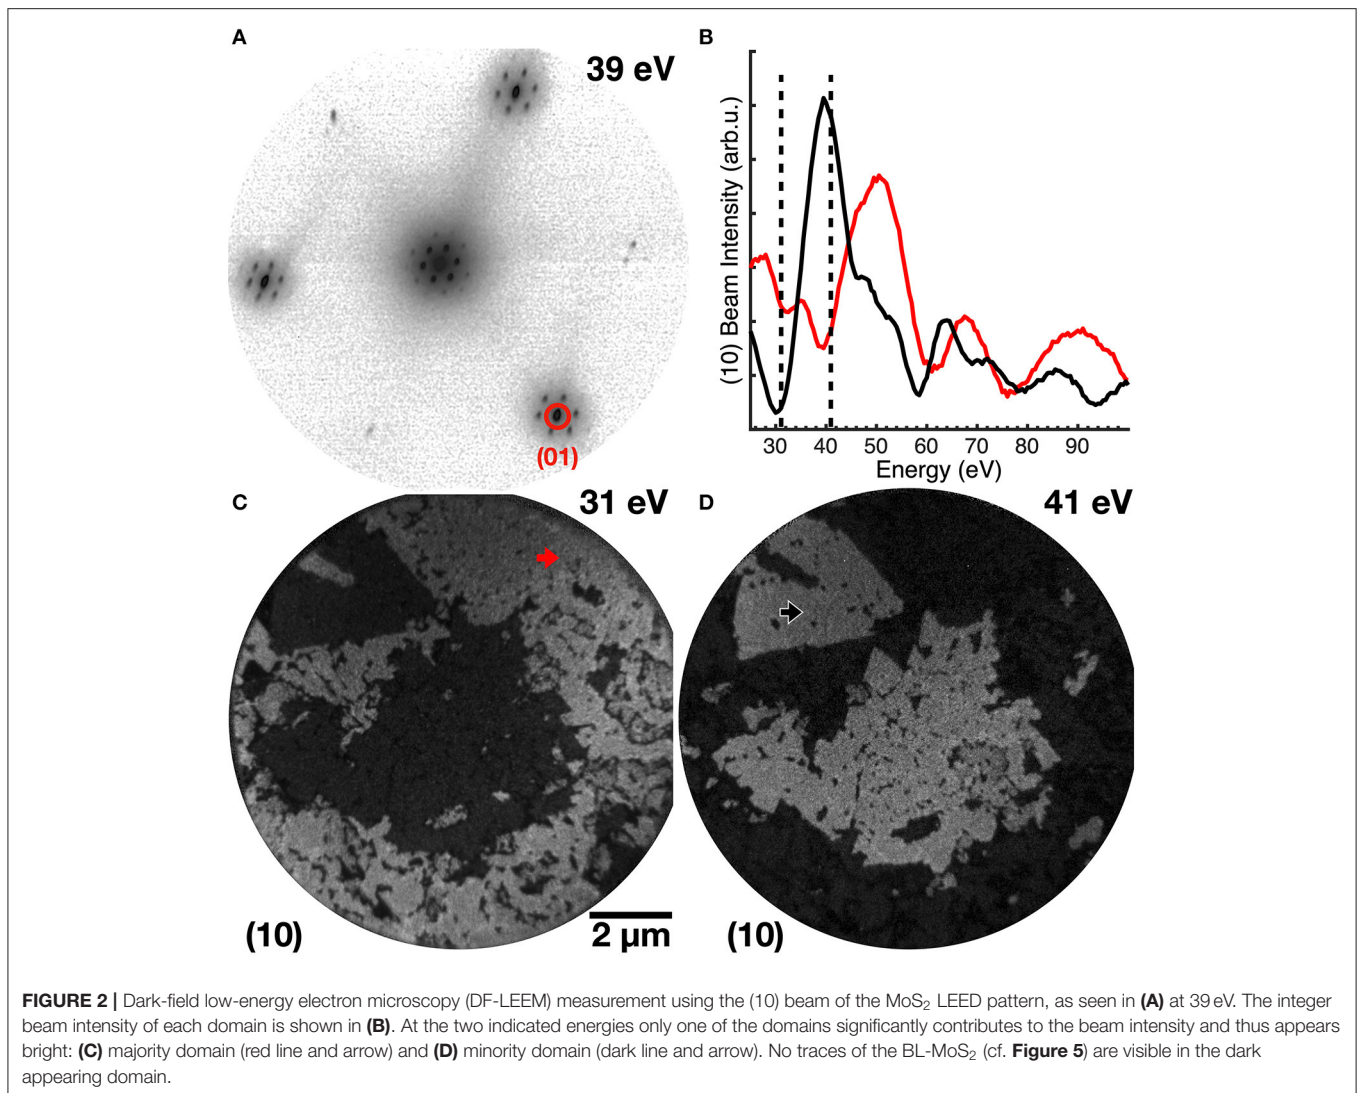 A
39 eV
(01)
B
(10) Beam Intensity (arb.u.)
30 40 50 60 70 80 90
Energy (eV)
C
31 eV
(10)
2 μm
D
41 eV
(10)
FIGURE 2 | Dark-field low-energy electron microscopy (DF-LEEM) measurement using the (10) beam of the MoS₂ LEED pattern, as seen in (A) at 39 eV. The integer
beam intensity of each domain is shown in (B). At the two indicated energies only one of the domains significantly contributes to the beam intensity and thus appears
bright: (C) majority domain (red line and arrow) and (D) minority domain (dark line and arrow). No traces of the BL-MoS₂ (cf. Figure 5) are visible in the dark
appearing domain.